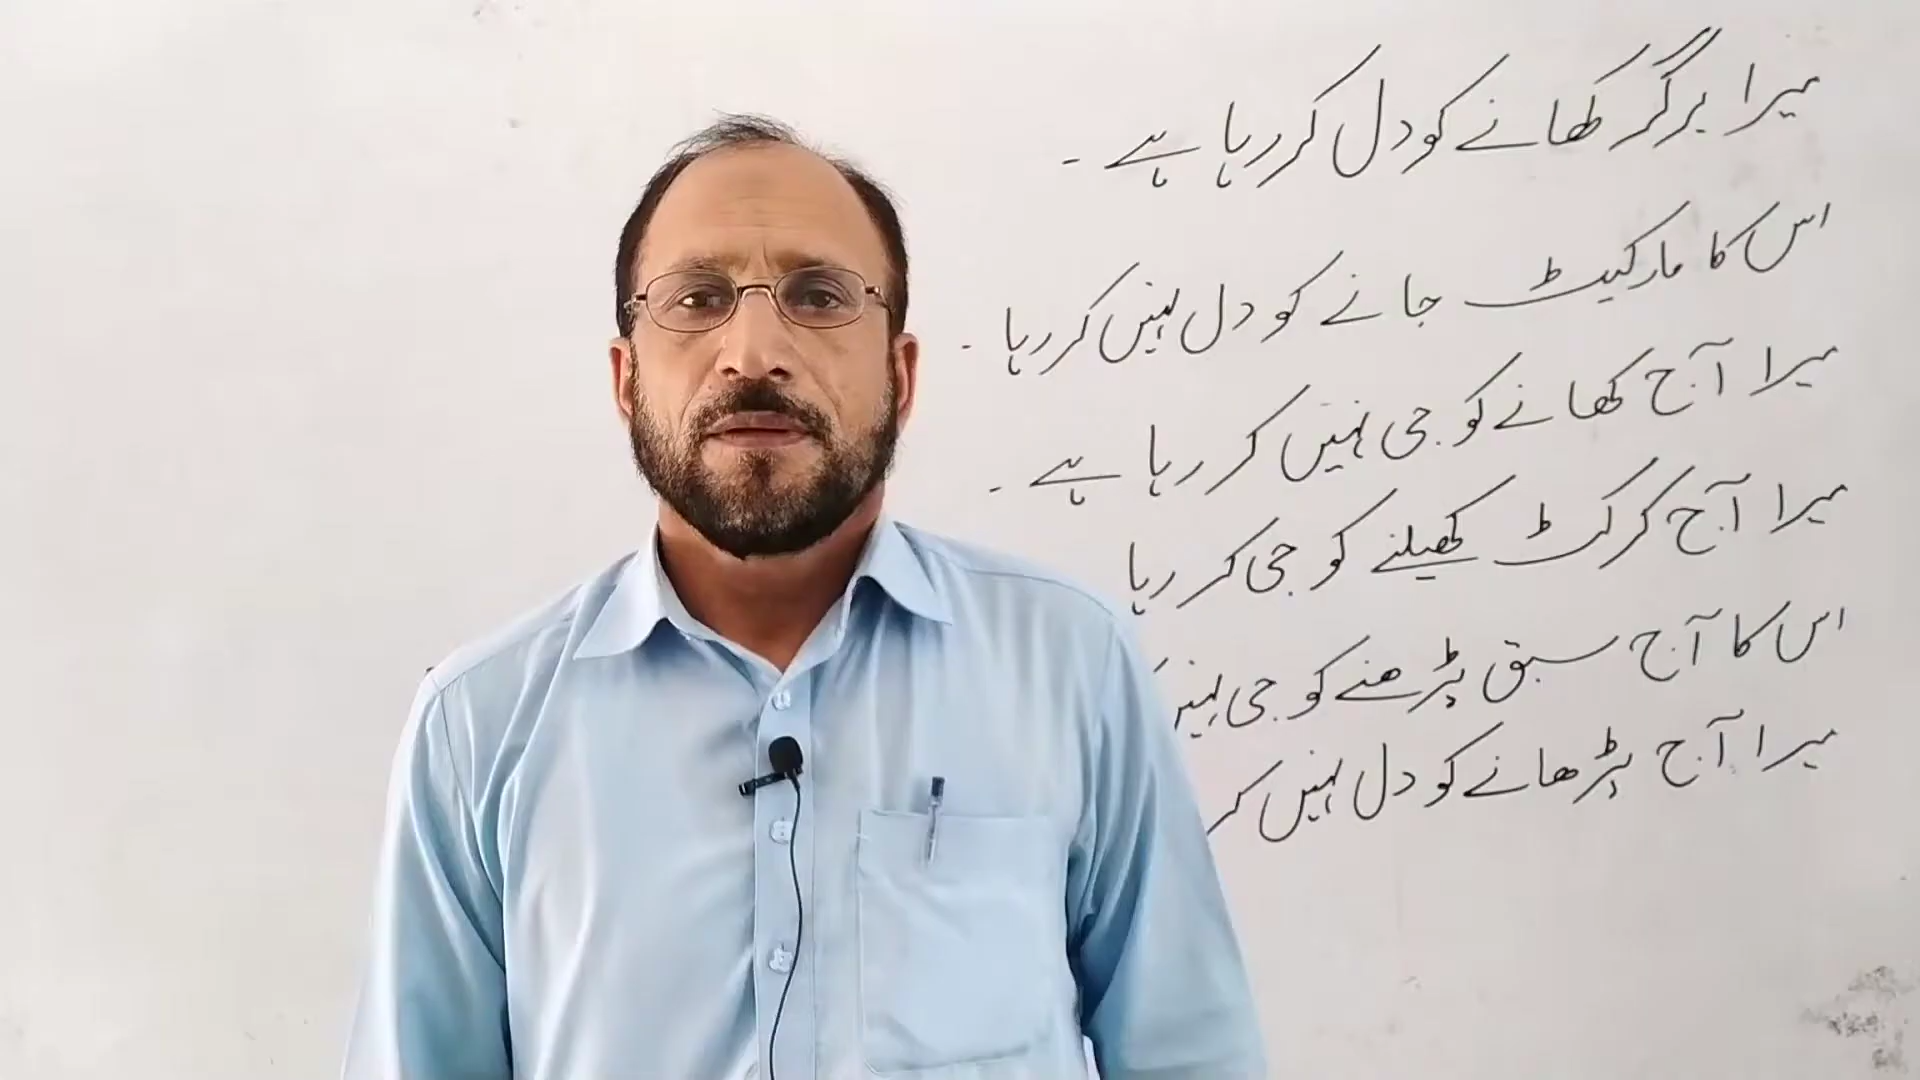 میرا برگر کھانے کو دل کر رہا ہے ۔
اس کا مارکیٹ جانے کو دل نہیں کر رہا ۔
میرا آج کھانے کو جی نہیں کر رہا ہے ۔
میرا آج کرکٹ کھیلنے کو جی کر رہا
اس کا آج سبق پڑھنے کو جی نہیں
میرا آج پڑھانے کو دل نہیں کر